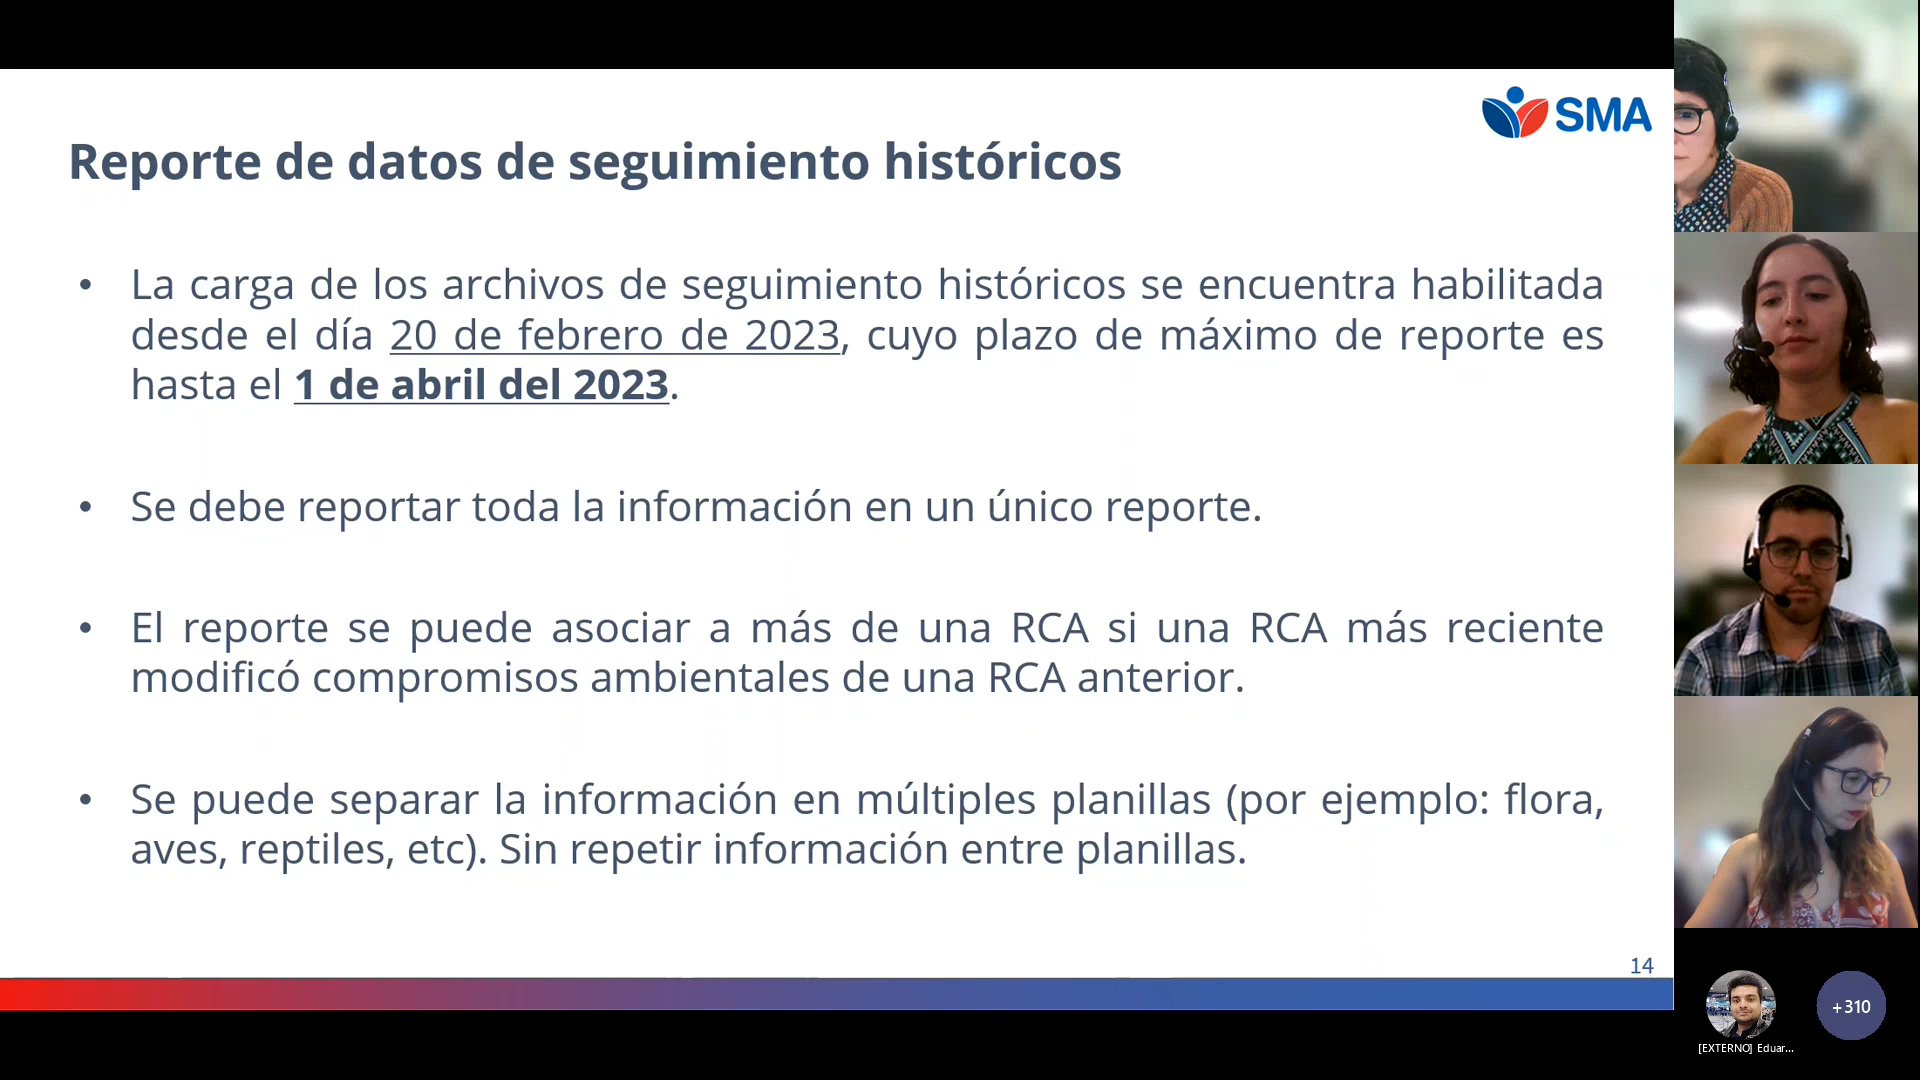 SMA
Reporte de datos de seguimiento históricos
• La carga de los archivos de seguimiento históricos se encuentra habilitada
desde el día 20 de febrero de 2023, cuyo plazo de máximo de reporte es
hasta el 1 de abril del 2023.
• Se debe reportar toda la información en un único reporte.
• El reporte se puede asociar a más de una RCA si una RCA más reciente
modificó compromisos ambientales de una RCA anterior.
• Se puede separar la información en múltiples planillas (por ejemplo: flora,
aves, reptiles, etc). Sin repetir información entre planillas.
14
+310
[EXTERNO] Eduar...